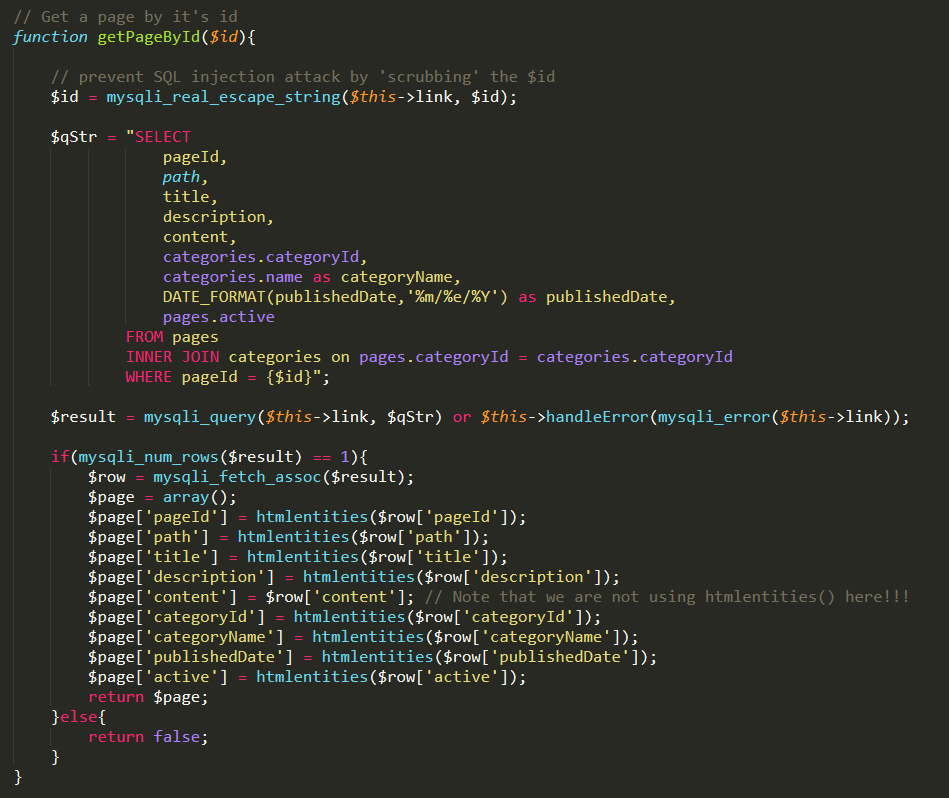 // Get a page by it's id
function getPageById($id){
// prevent SQL injection attack by 'scrubbing' the $id
$id = mysqli_real_escape_string($this->link, $id);
$qStr = "SELECT
pageId,
path,
title,
description,
content,
categories.categoryId,
categories.name as categoryName,
DATE_FORMAT(publishedDate,'%m/%e/%Y') as publishedDate,
pages.active
FROM pages
INNER JOIN categories on pages.categoryId = categories.categoryId
WHERE pageId = {$id}";
$result = mysqli_query($this->link, $qStr) or $this->handleError(mysqli_error($this->link));
if(mysqli_num_rows($result) == 1){
$row = mysqli_fetch_assoc($result);
$page = array();
$page['pageId'] = htmlentities($row['pageId']);
$page['path'] = htmlentities($row['path']);
$page['title'] = htmlentities($row['title']);
$page['description'] = htmlentities($row['description']);
$page['content'] = $row['content']; // Note that we are not using htmlentities() here!!!
$page['categoryId'] = htmlentities($row['categoryId']);
$page['categoryName'] = htmlentities($row['categoryName']);
$page['publishedDate'] = htmlentities($row['publishedDate']);
$page['active'] = htmlentities($row['active']);
return $page;
}else{
return false;
}
}